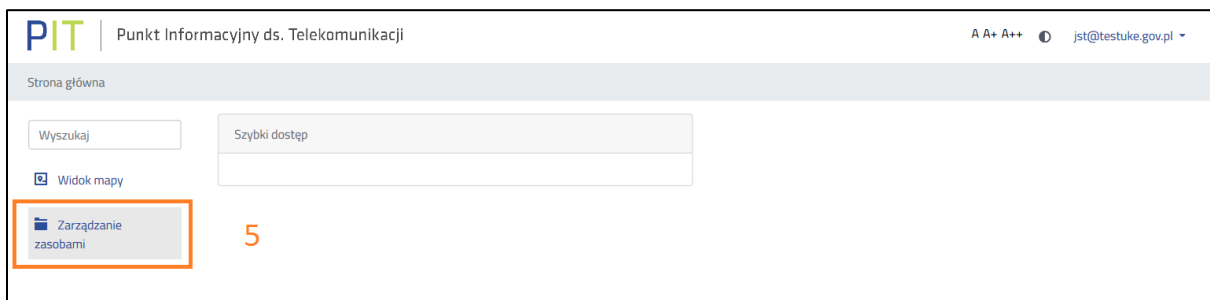 PIT Punkt Informacyjny ds. Telekomunikacji A A+ A++ jst@testuke.gov.pl
Strona główna
Wyszukaj
Szybki dostęp
Widok mapy
Zarządzanie
zasobami
5